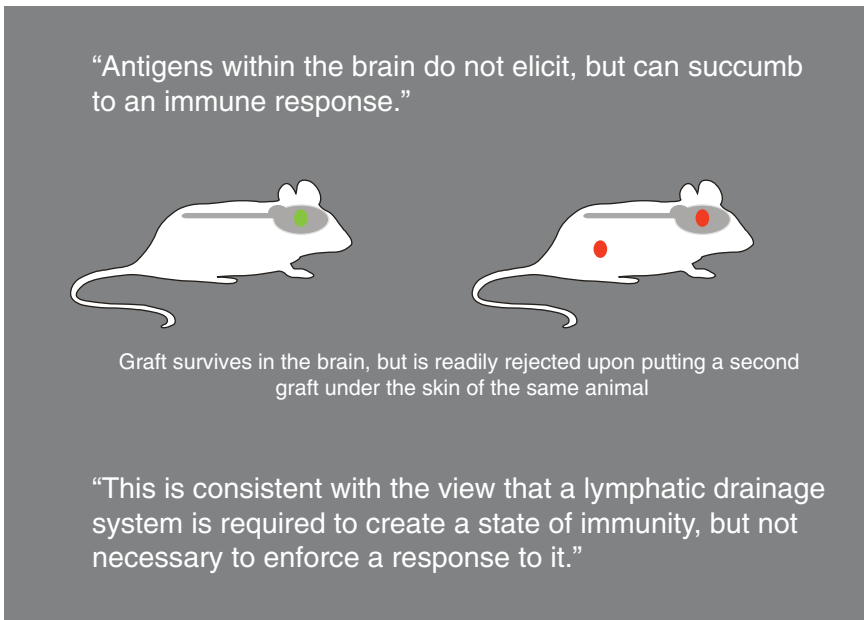 “Antigens within the brain do not elicit, but can succumb
to an immune response.”
Graft survives in the brain, but is readily rejected upon putting a second
graft under the skin of the same animal
“This is consistent with the view that a lymphatic drainage
system is required to create a state of immunity, but not
necessary to enforce a response to it.”